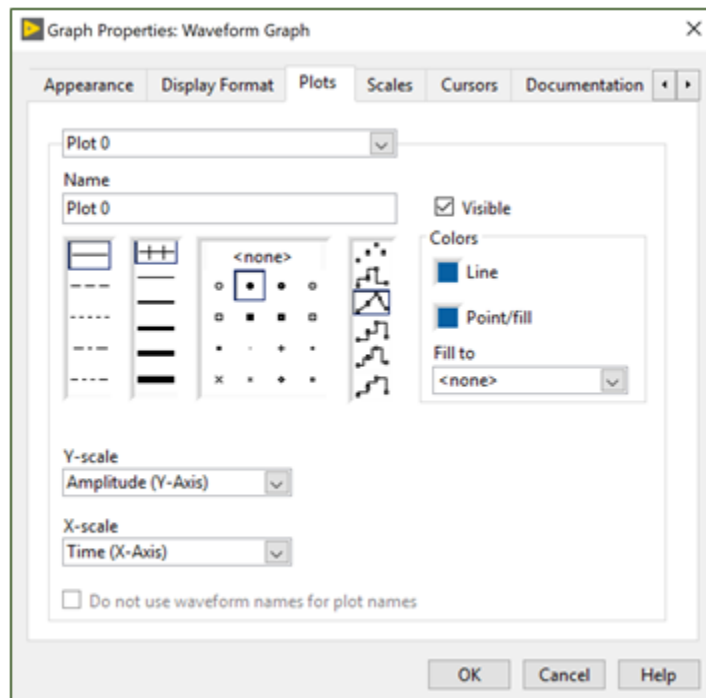 Graph Properties: Waveform Graph
Appearance Display Format Plots Scales Cursors Documentation
Plot 0
Name
Plot 0
Visible
<none>
Colors
Line
Point/fill
Fill to
<none>
Y-scale
Amplitude (Y-Axis)
X-scale
Time (X-Axis)
Do not use waveform names for plot names
OK Cancel Help